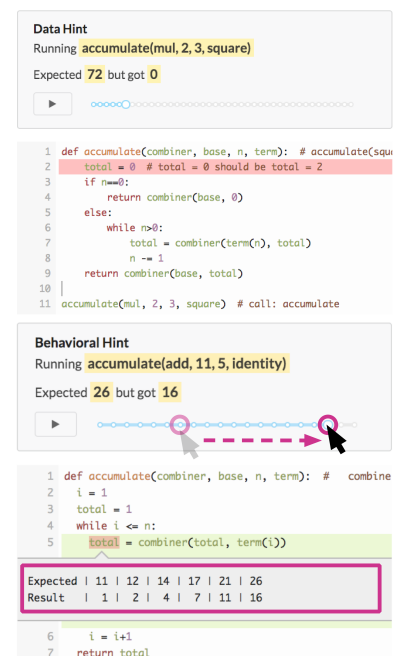 Data Hint
Running accumulate(mul, 2, 3, square)
Expected 72 but got 0
1 def accumulate(combiner, base, n, term): # accumulate(squ
2 total = 0 # total = 0 should be total = 2
3 if n==0:
4 return combiner(base, 0)
5 else:
6 while n>0:
7 total = combiner(term(n), total)
8 n -= 1
9 return combiner(base, total)
10
11 accumulate(mul, 2, 3, square) # call: accumulate
Behavioral Hint
Running accumulate(add, 11, 5, identity)
Expected 26 but got 16
1 def accumulate(combiner, base, n, term): # combine
2 i = 1
3 total = 1
4 while i <= n:
5 total = combiner(total, term(i))
Expected | 11 | 12 | 14 | 17 | 21 | 26
Result | 1 | 2 | 4 | 7 | 11 | 16
6 i = i+1
7 return total